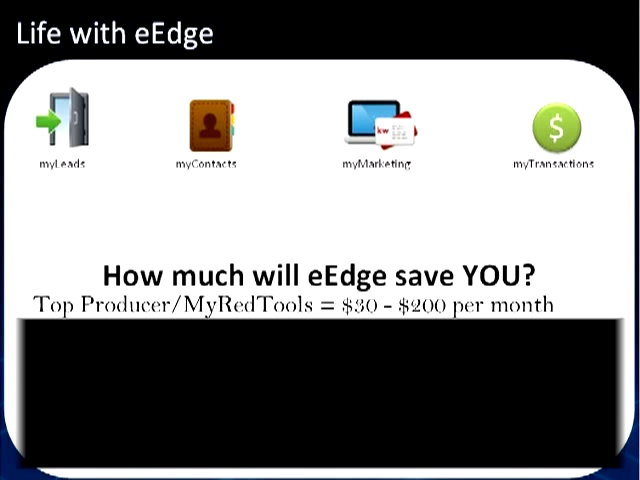 Life with eEdge
kw
myLeads
myContacts
myMarketing
myTransactions
How much will eEdge save YOU?
Top Producer/MyRedTools = $30 - $200 per month